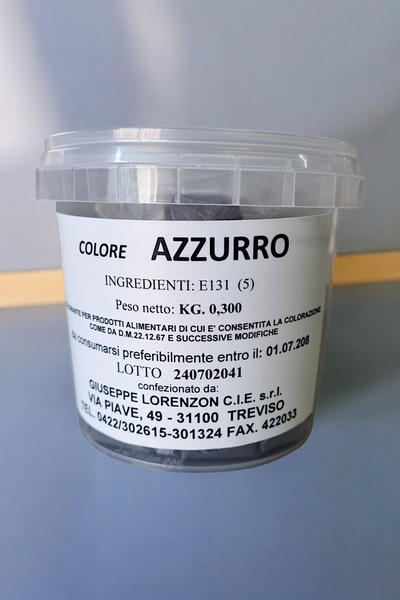 COLORE AZZURRO
INGREDIENTI: E131 (5)
Peso netto: KG. 0,300
PER PRODOTTI ALIMENTARI DI CUI E' CONSENTITA LA COLORAZIONE
COME DA D.M.22.12.67 E SUCCESSIVE MODIFICHE
consumarsi preferibilmente entro il: 01.07.208
LOTTO 240702041
confezionato da:
GIUSEPPE LORENZON C.I.E. s.r.l.
VIA PIAVE, 49 - 31100 TREVISO
TEL. 0422/302615-301324 FAX. 422033